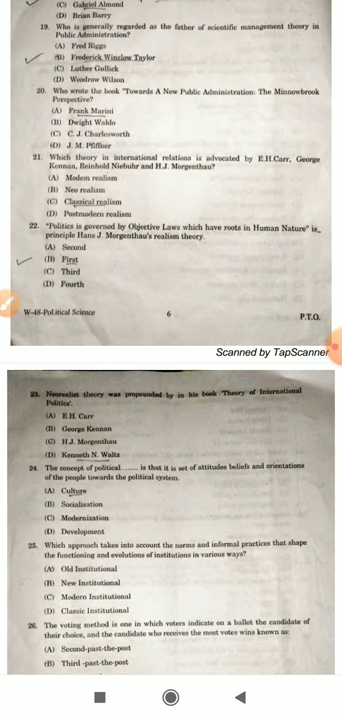 (C) Gabriel Almond
(D) Brian Barry
19. Who is generally regarded as the father of scientific management theory in
Public Administration?
(A) Fred Riggs
(B) Frederick Winslow Taylor
(C) Luther Gullick
(D) Woodrow Wilson
20. Who wrote the book "Towards A New Public Administration: The Minnowbrook
Perspective?
(A) Frank Marini
(B) Dwight Waldo
(C) C. J. Charlesworth
(D) J. M. Pfiffner
21. Which theory in international relations is advocated by E.H.Carr, George
Kennan, Reinhold Niebuhr and H.J. Morgenthau?
(A) Modern realism
(B) Neo realism
(C) Classical realism
(D) Postmodern realism
22. "Politics is governed by Objective Laws which have roots in Human Nature" is
principle Hans J. Morgenthau's realism theory.
(A) Second
(B) First
(C) Third
(D) Fourth
W-48-Political Science 6 P.T.O.
Scanned by TapScanner
23. Neorealist theory was propounded by in his book 'Theory of International
Politics'.
(A) E.H. Carr
(B) George Kennan
(C) H.J. Morgenthau
(D) Kenneth N. Waltz
24. The concept of political........ is that it is set of attitudes beliefs and orientations
of the people towards the political system.
(A) Culture
(B) Socialisation
(C) Modernization
(D) Development
25. Which approach takes into account the norms and informal practices that shape
the functioning and evolutions of institutions in various ways?
(A) Old Institutional
(B) New Institutional
(C) Modern Institutional
(D) Classic Institutional
26. The voting method is one in which voters indicate on a ballot the candidate of
their choice, and the candidate who receives the most votes wins known as:
(A) Second-past-the-post
(B) Third -past-the-post